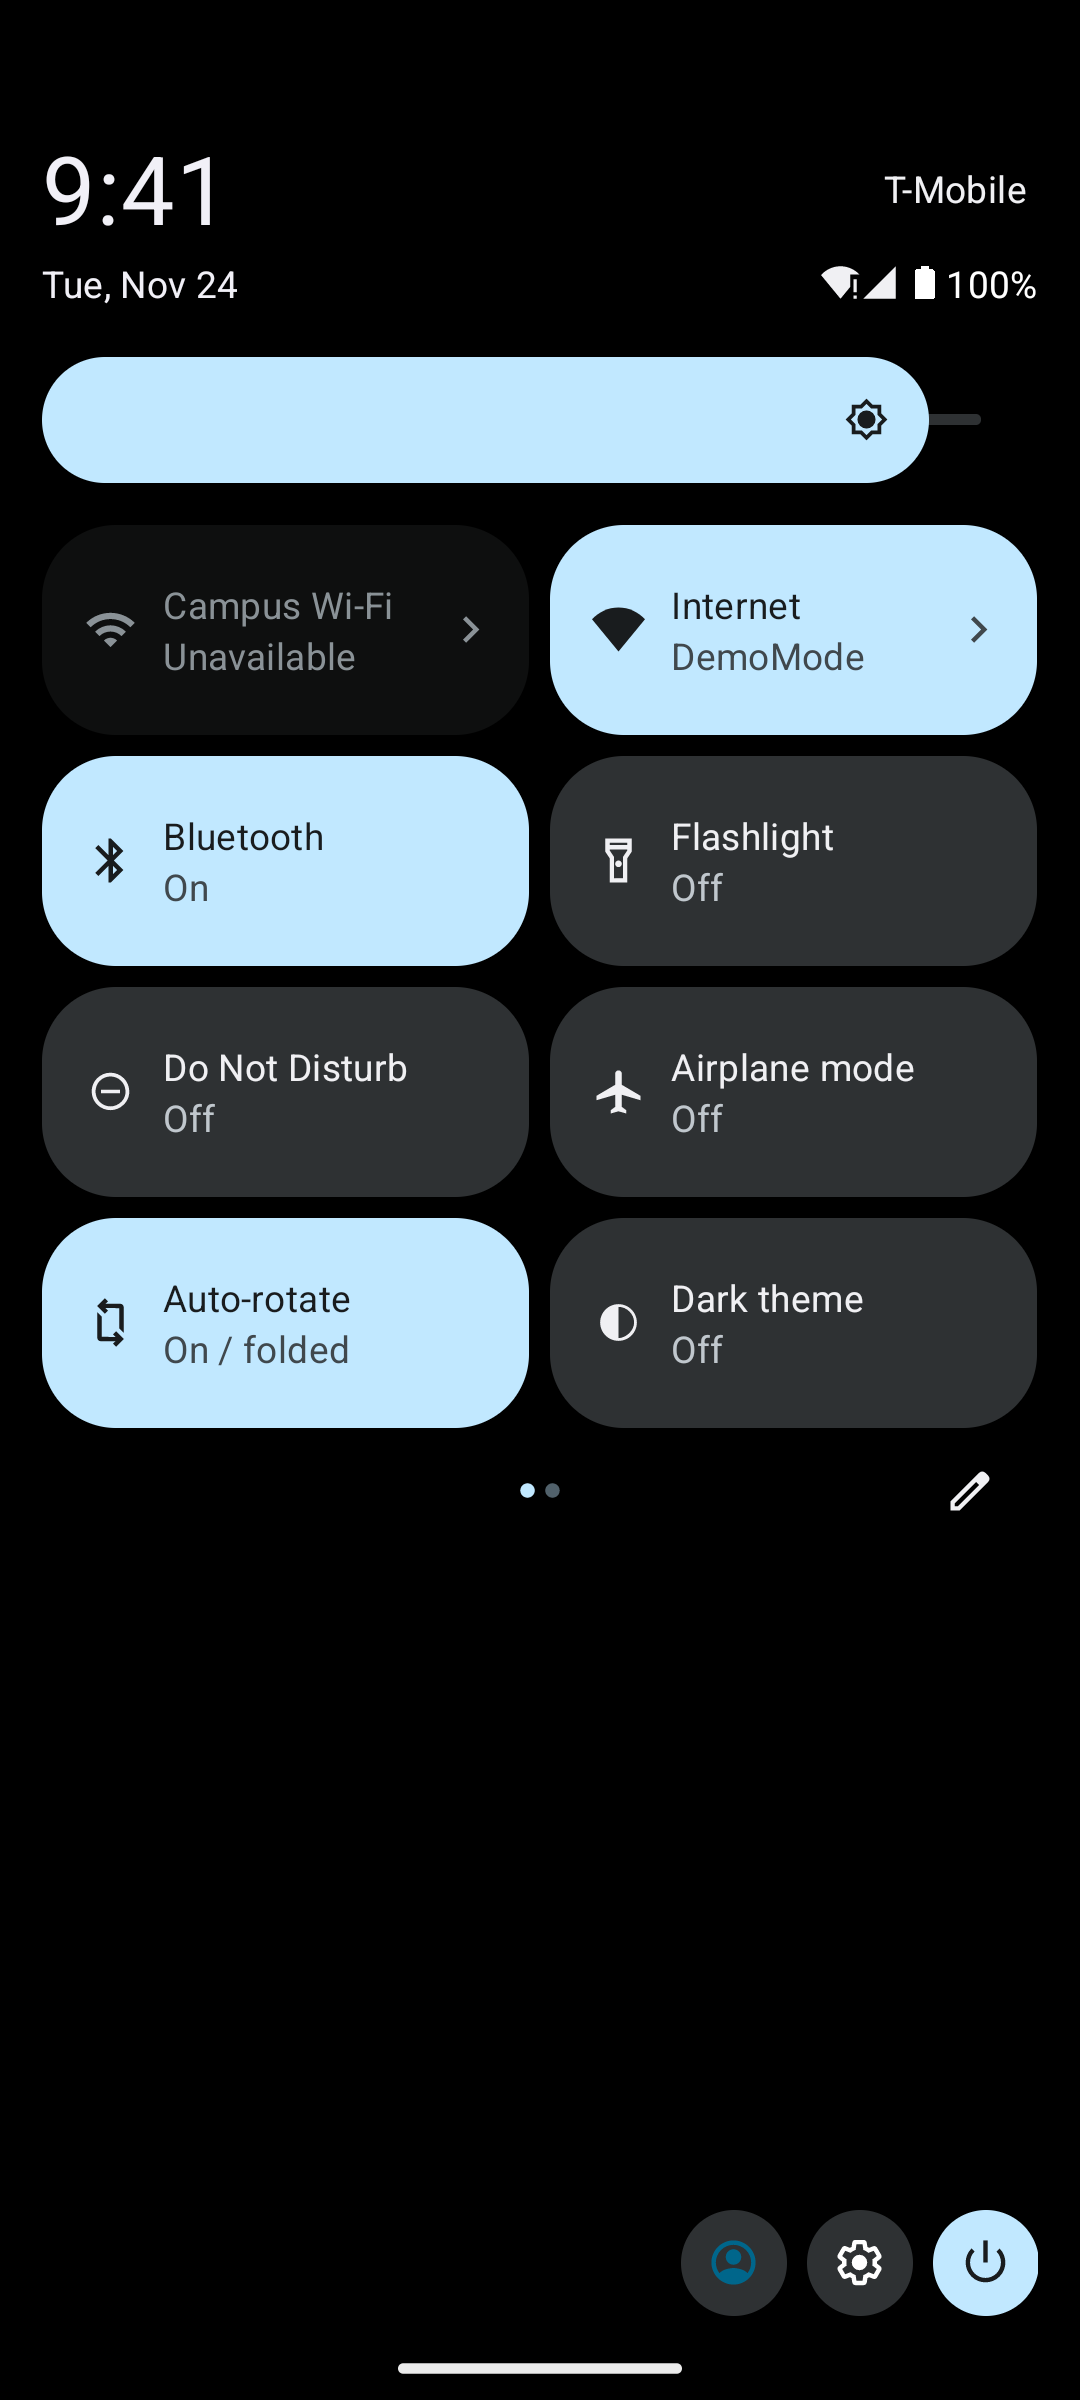 9:41
T-Mobile
Tue, Nov 24
100%
Campus Wi-Fi
Unavailable
Internet
DemoMode
Bluetooth
On
Flashlight
Off
Do Not Disturb
Off
Airplane mode
Off
Auto-rotate
On / folded
Dark theme
Off